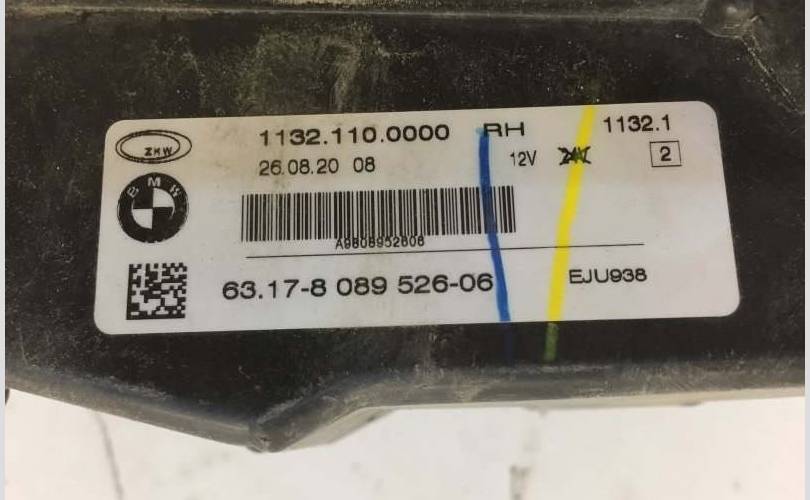 1132.110.0000 RH 1132.1
ZKW
26.08.20 08 12V 24V 2
BMW
A9808952606
63.17-8 089 526-06 EJU938